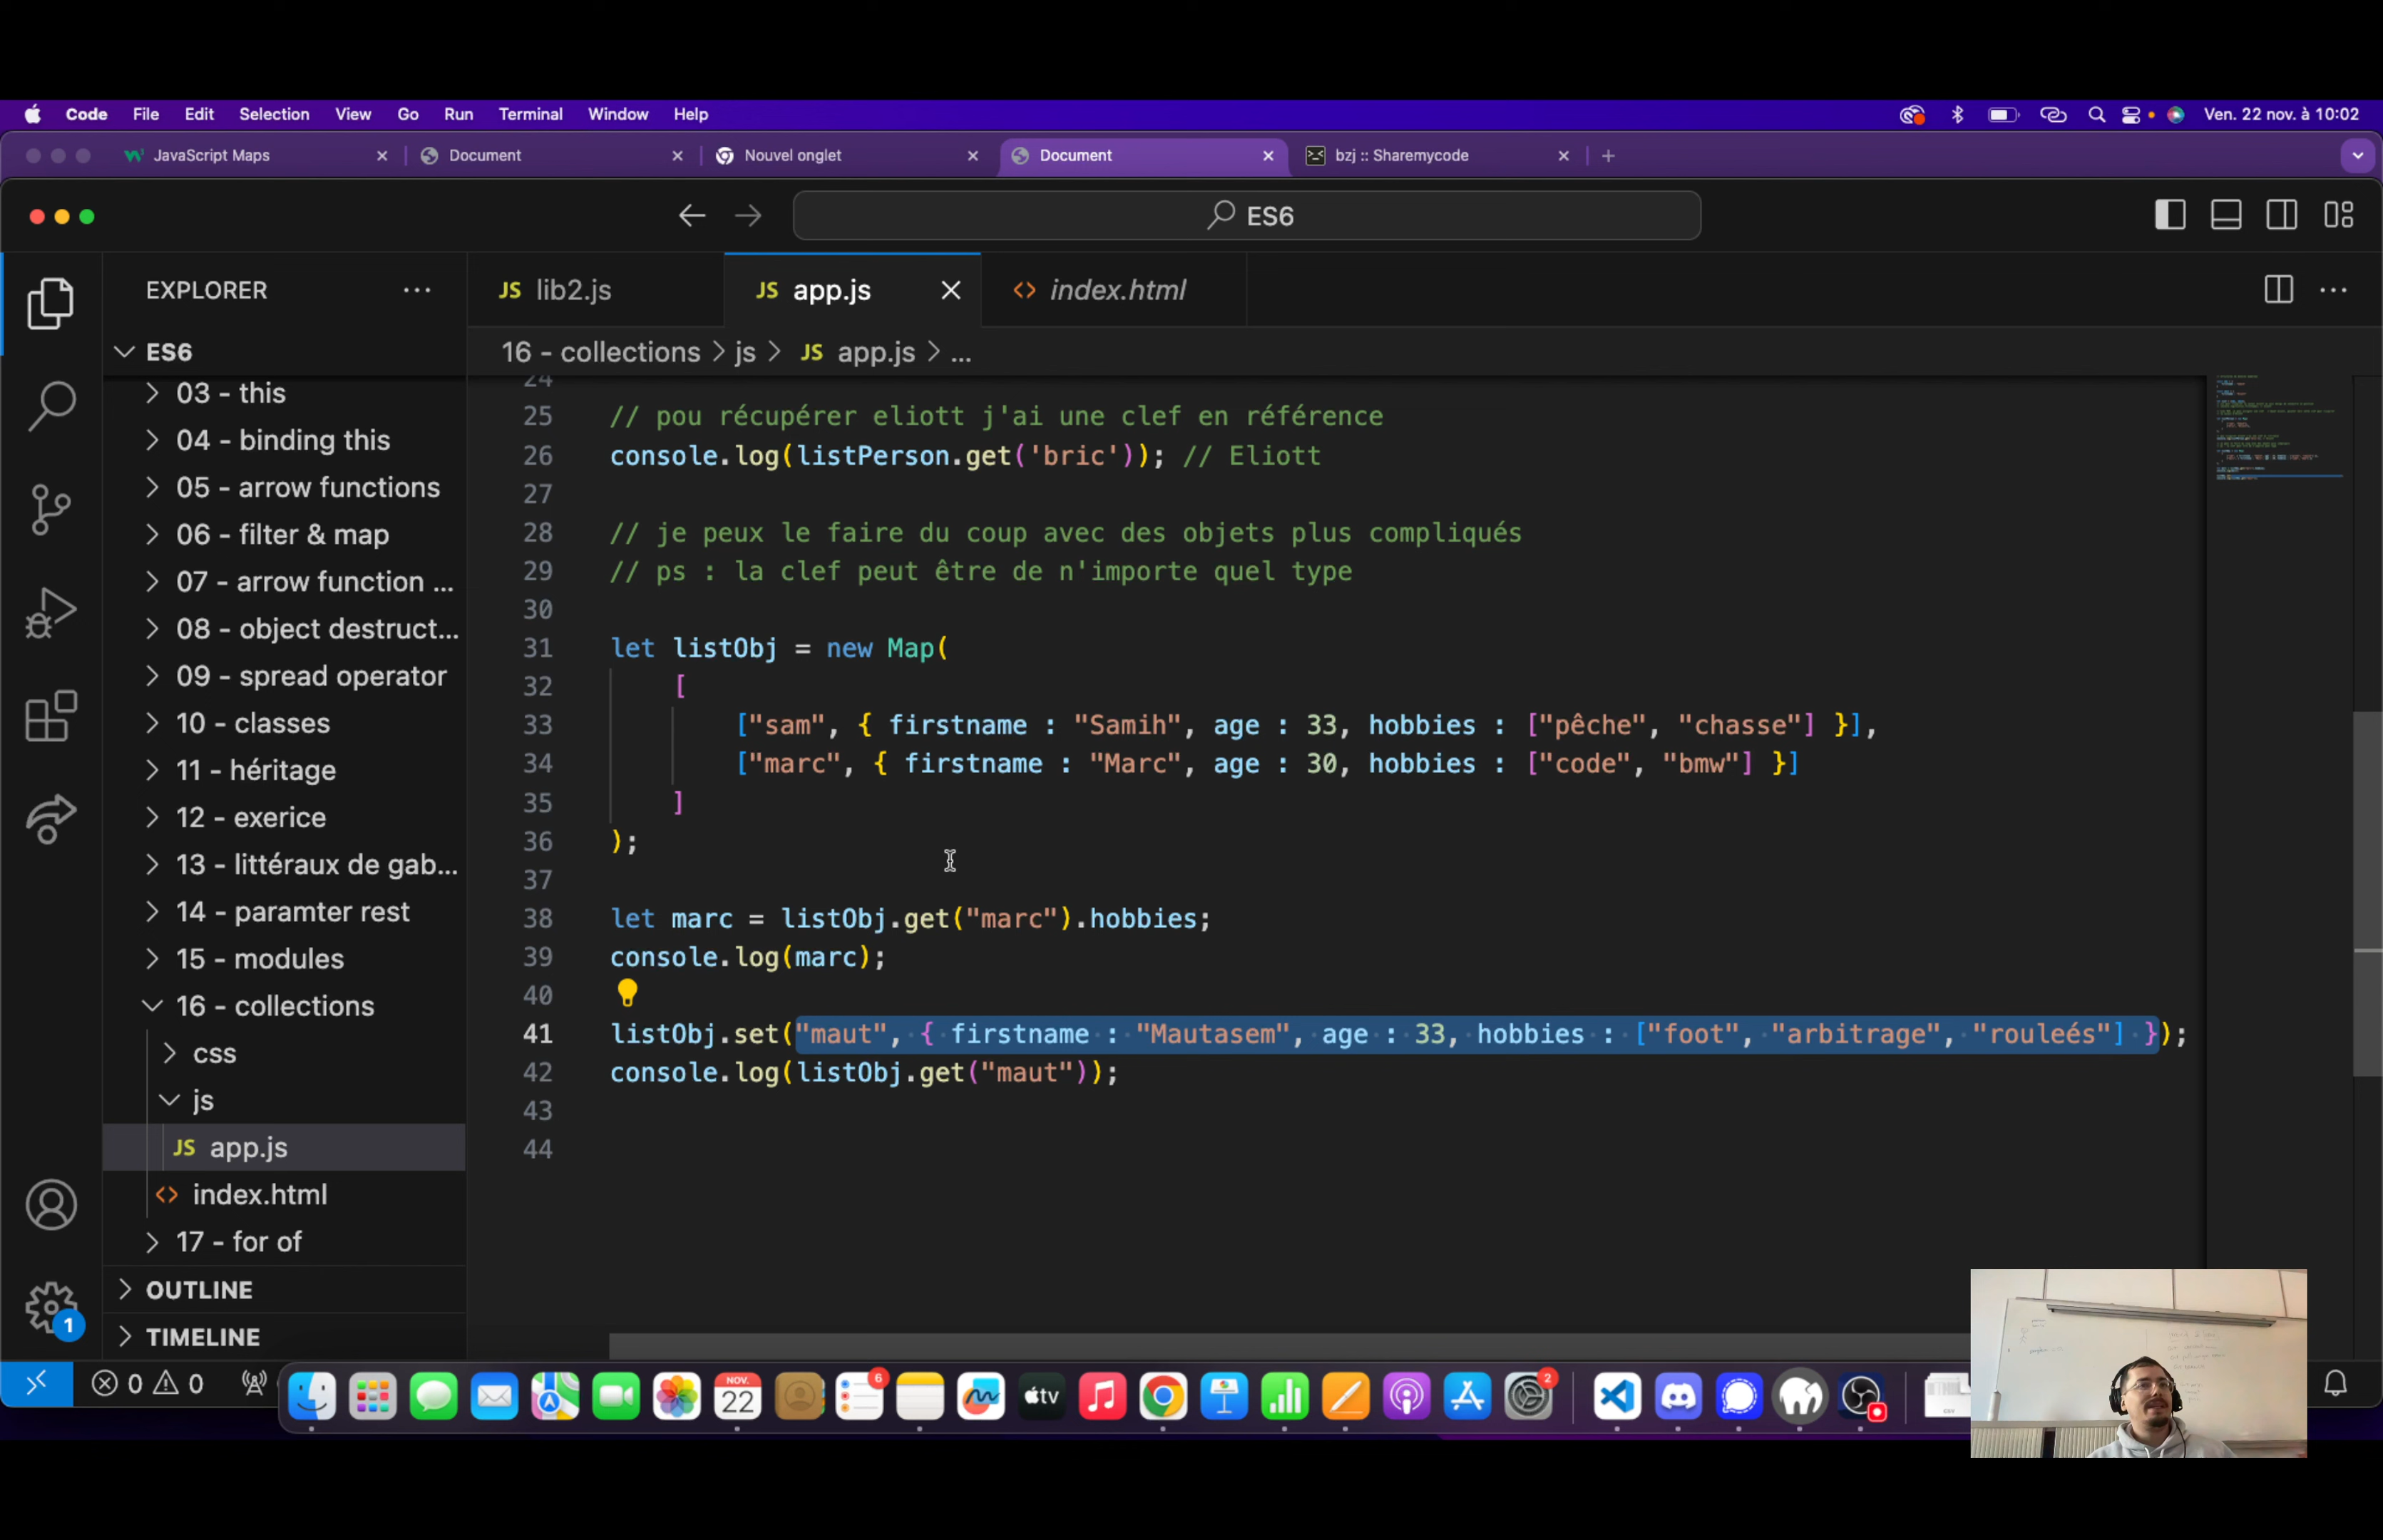 Code File Edit Selection View Go Run Terminal Window Help Ven. 22 nov. à 10:02
JavaScript Maps Document Nouvel onglet Document bzj :: Sharemycode
ES6
EXPLORER
JS lib2.js JS app.js index.html
ES6
16 - collections > js > JS app.js > ...
03 - this
04 - binding this
05 - arrow functions
06 - filter & map
07 - arrow function ...
08 - object destruct...
09 - spread operator
10 - classes
11 - héritage
12 - exerice
13 - littéraux de gab...
14 - paramter rest
15 - modules
16 - collections
css
js
JS app.js
index.html
17 - for of
OUTLINE
TIMELINE
24
25 // pou récupérer eliott j'ai une clef en référence
26 console.log(listPerson.get('bric')); // Eliott
27
28 // je peux le faire du coup avec des objets plus compliqués
29 // ps : la clef peut être de n'importe quel type
30
31 let listObj = new Map(
32 [
33 ["sam", { firstname : "Samih", age : 33, hobbies : ["pêche", "chasse"] }],
34 ["marc", { firstname : "Marc", age : 30, hobbies : ["code", "bmw"] }]
35 ]
36 );
37
38 let marc = listObj.get("marc").hobbies;
39 console.log(marc);
40
41 listObj.set("maut", { firstname : "Mautasem", age : 33, hobbies : ["foot", "arbitrage", "rouleés"] });
42 console.log(listObj.get("maut"));
43
44
1
0 0
NOV.
22
6
tv
2
CSV